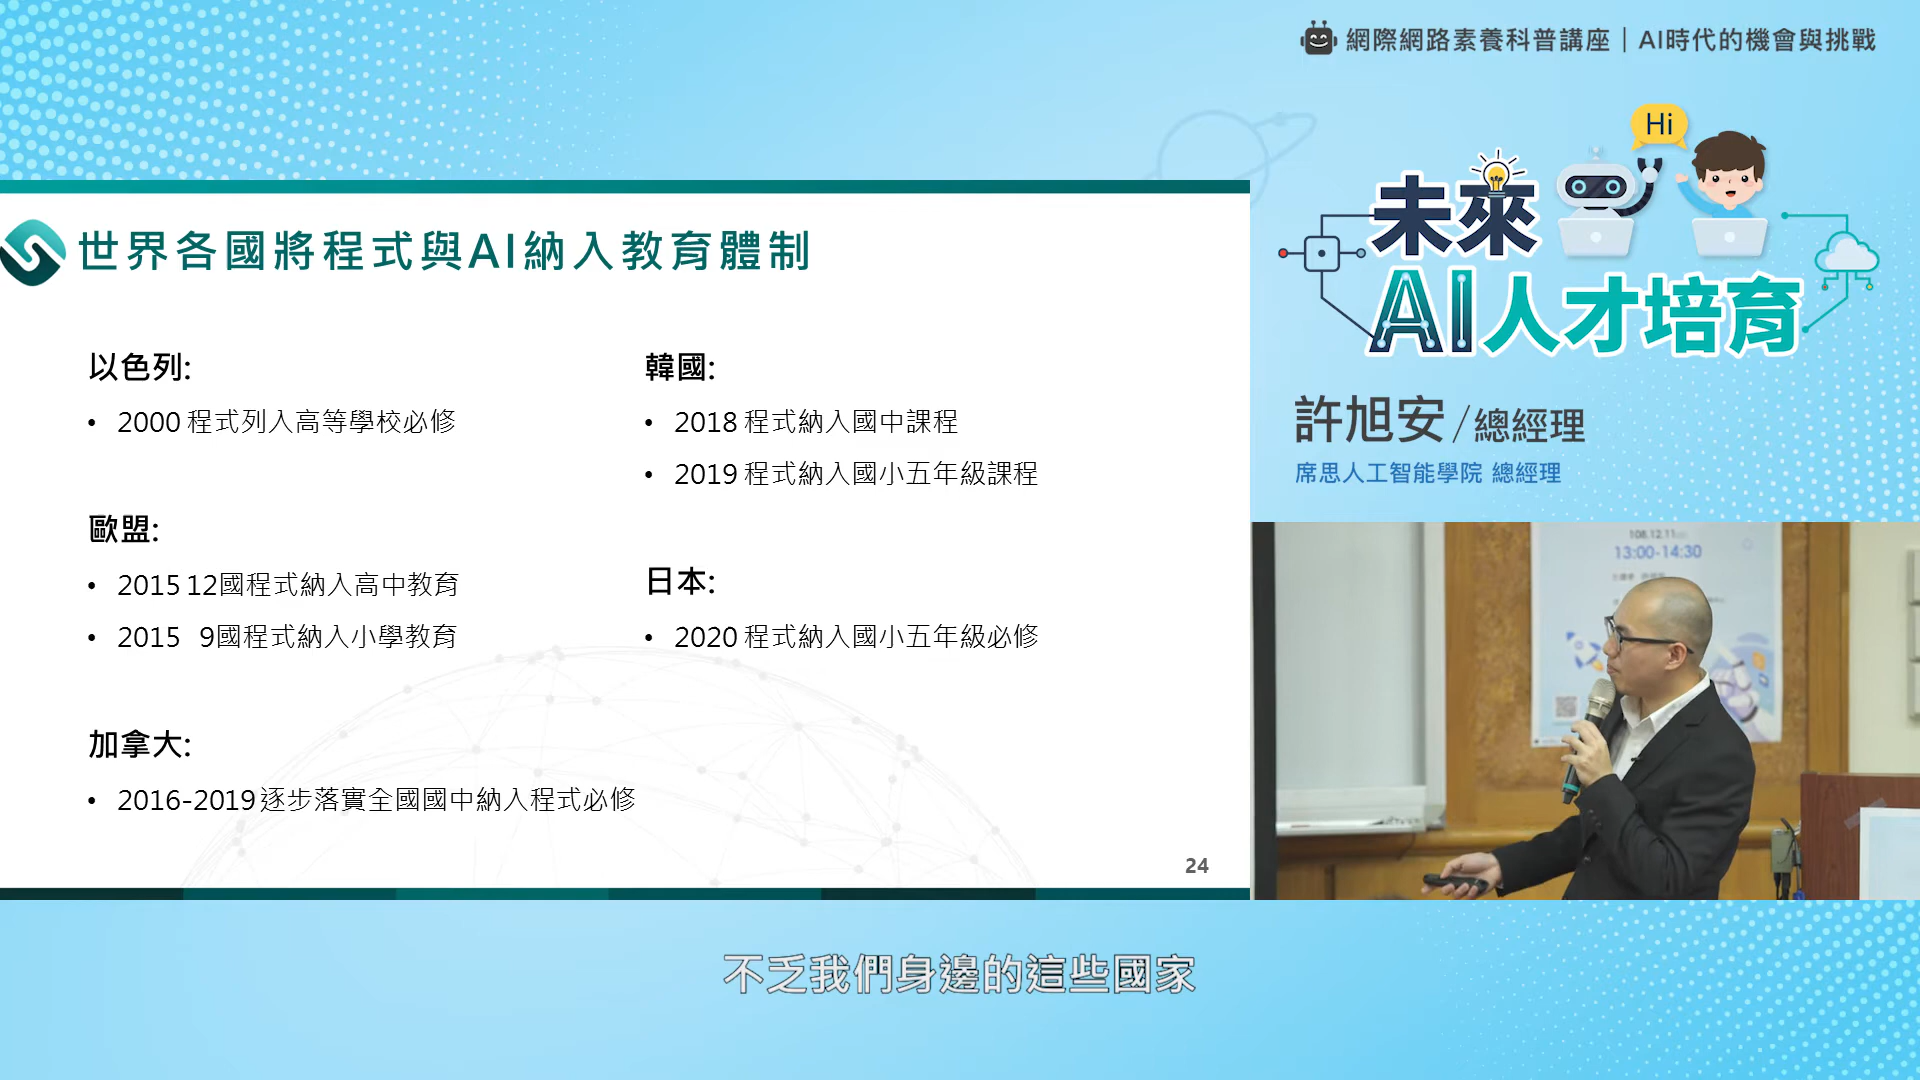 網際網路素養科普講座｜AI時代的機會與挑戰
Hi
未來
AI人才培育
許旭安/總經理
席思人工智能學院 總經理
世界各國將程式與AI納入教育體制
以色列:
• 2000 程式列入高等學校必修
歐盟:
• 2015 12國程式納入高中教育
• 2015 9國程式納入小學教育
加拿大:
• 2016-2019逐步落實全國國中納入程式必修
韓國:
• 2018 程式納入國中課程
• 2019 程式納入國小五年級課程
日本:
• 2020 程式納入國小五年級必修
24
108.12.11
13:00-14:30
不乏我們身邊的這些國家